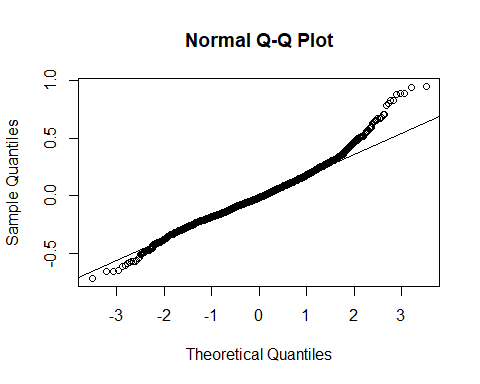 Normal Q-Q Plot
Sample Quantiles
1.0
0.5
0.0
-0.5
-3 -2 -1 0 1 2 3
Theoretical Quantiles